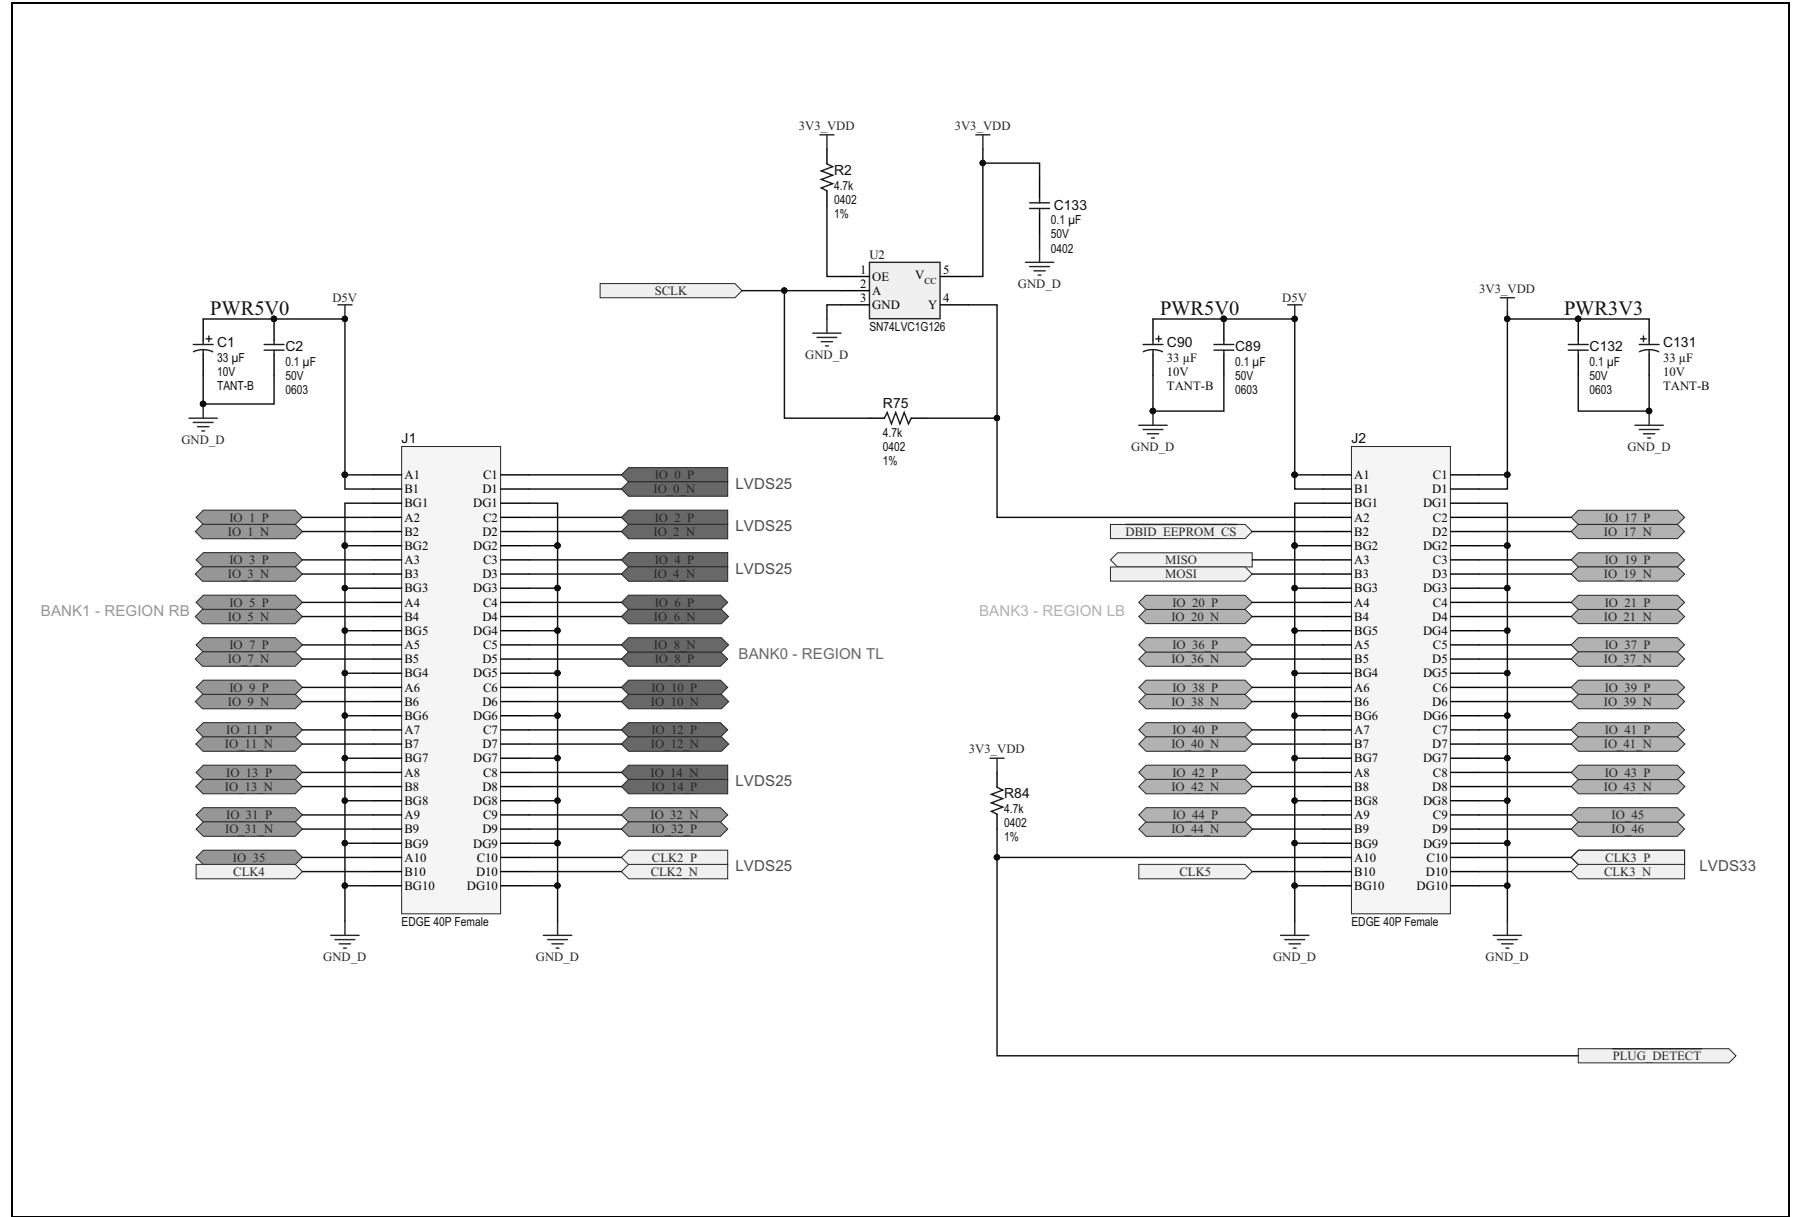 3V3_VDD
3V3_VDD
R2
4.7k
0402
1%
C133
0.1 µF
50V
0402
GND_D
U2
1 OE
2 A
3 GND
VCC 5
Y 4
SN74LVC1G126
GND_D
SCLK
R75
4.7k
0402
1%
PWR5V0
D5V
C1
33 µF
10V
TANT-B
C2
0.1 µF
50V
0603
GND_D
PWR5V0
D5V
C90
33 µF
10V
TANT-B
C89
0.1 µF
50V
0603
GND_D
3V3_VDD
PWR3V3
C132
0.1 µF
50V
0603
C131
33 µF
10V
TANT-B
GND_D
J1
A1 C1 IO_0_P
B1 D1 IO_0_N
LVDS25
BG1 DG1
IO_1_P A2 C2 IO_2_P
IO_1_N B2 D2 IO_2_N
LVDS25
BG2 DG2
IO_3_P A3 C3 IO_4_P
IO_3_N B3 D3 IO_4_N
LVDS25
BG3 DG3
BANK1 - REGION RB
IO_5_P A4 C4 IO_6_P
IO_5_N B4 D4 IO_6_N
BG5 DG4
IO_7_P A5 C5 IO_8_N
IO_7_N B5 D5 IO_8_P
BANK0 - REGION TL
BG4 DG5
IO_9_P A6 C6 IO_10_P
IO_9_N B6 D6 IO_10_N
BG6 DG6
IO_11_P A7 C7 IO_12_P
IO_11_N B7 D7 IO_12_N
BG7 DG7
IO_13_P A8 C8 IO_14_N
IO_13_N B8 D8 IO_14_P
LVDS25
BG8 DG8
IO_31_P A9 C9 IO_32_N
IO_31_N B9 D9 IO_32_P
BG9 DG9
IO_35 A10 C10 CLK2_P
CLK4 B10 D10 CLK2_N
LVDS25
BG10 DG10
EDGE 40P Female
GND_D
GND_D
J2
A1 C1
B1 D1
BG1 DG1
A2 C2 IO_17_P
DBID_EEPROM_CS B2 D2 IO_17_N
BG2 DG2
MISO A3 C3 IO_19_P
MOSI B3 D3 IO_19_N
BG3 DG3
BANK3 - REGION LB
IO_20_P A4 C4 IO_21_P
IO_20_N B4 D4 IO_21_N
BG5 DG4
IO_36_P A5 C5 IO_37_P
IO_36_N B5 D5 IO_37_N
BG4 DG5
IO_38_P A6 C6 IO_39_P
IO_38_N B6 D6 IO_39_N
BG6 DG6
IO_40_P A7 C7 IO_41_P
IO_40_N B7 D7 IO_41_N
BG7 DG7
IO_42_P A8 C8 IO_43_P
IO_42_N B8 D8 IO_43_N
BG8 DG8
IO_44_P A9 C9 IO_45
IO_44_N B9 D9 IO_46
BG9 DG9
A10 C10 CLK3_P
CLK5 B10 D10 CLK3_N
LVDS33
BG10 DG10
EDGE 40P Female
GND_D
GND_D
3V3_VDD
R84
4.7k
0402
1%
PLUG_DETECT